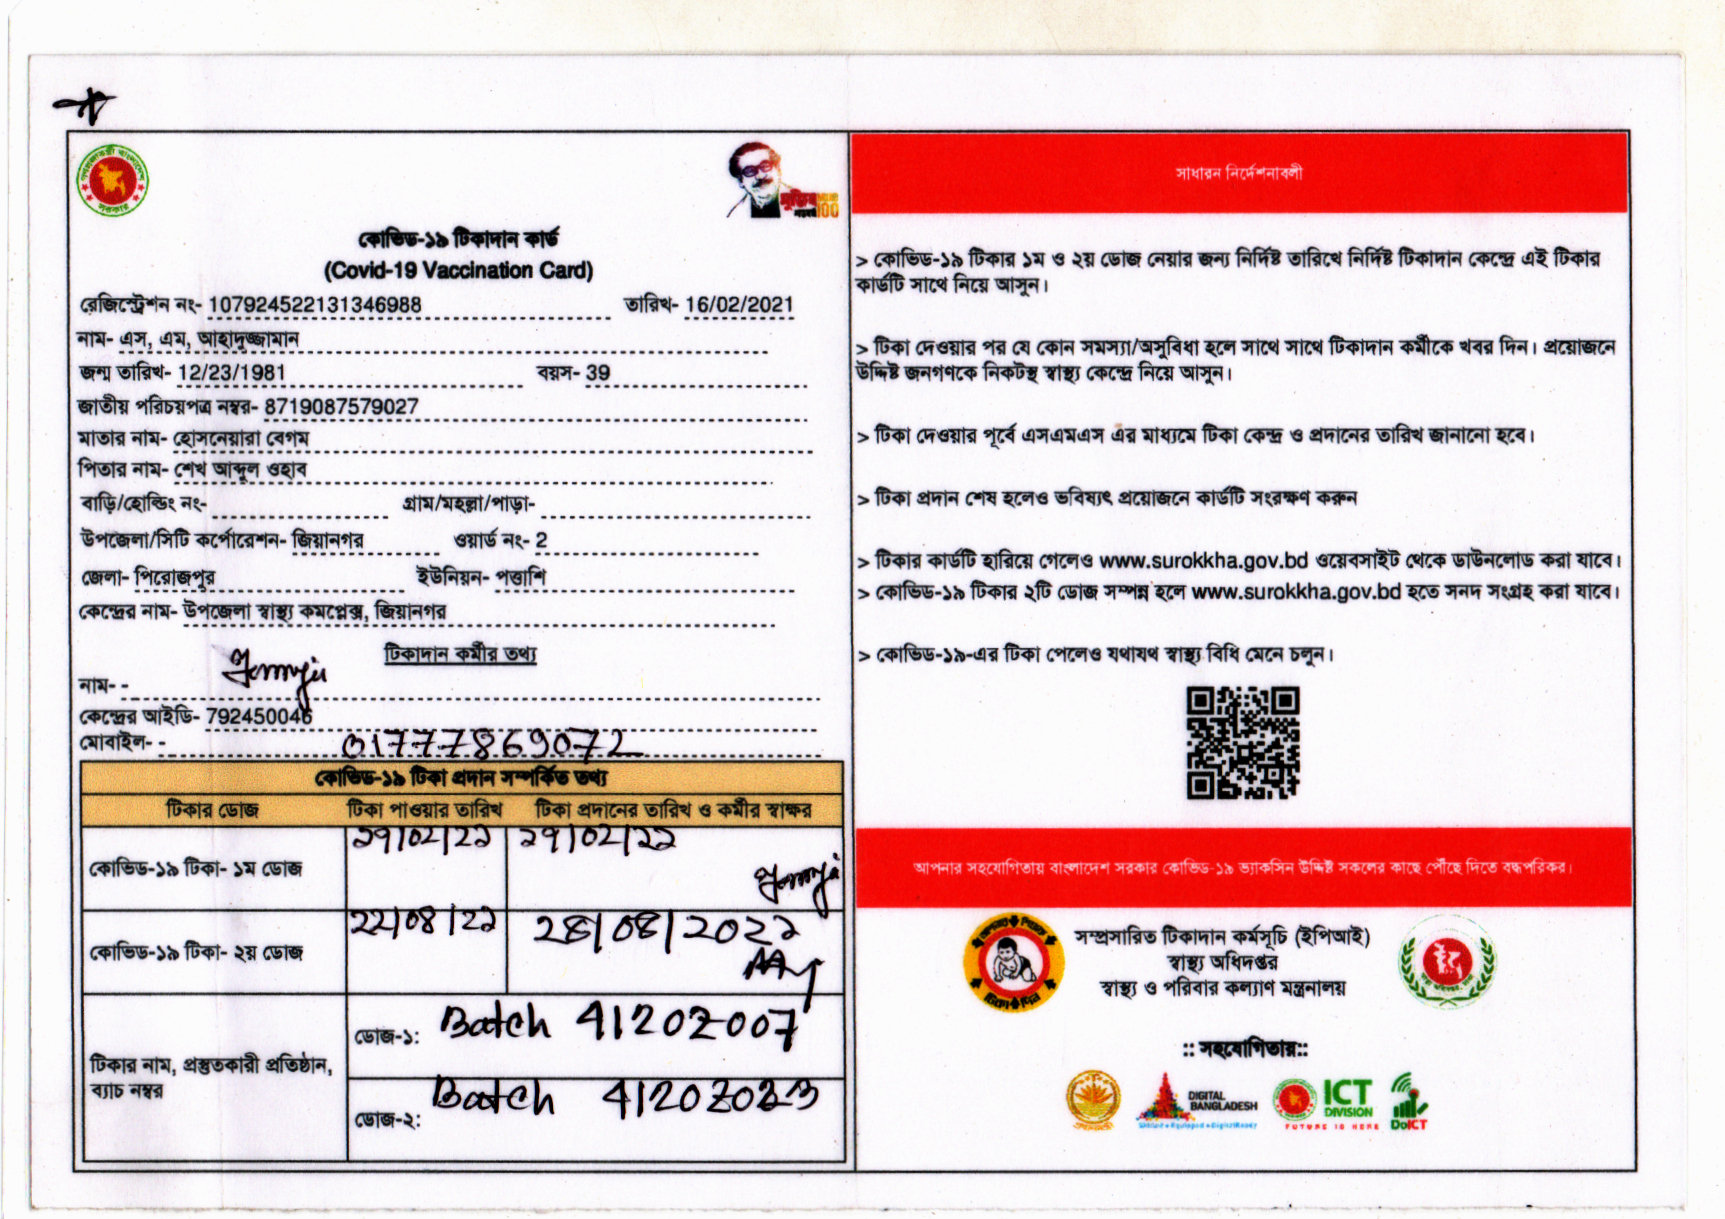 কোভিড-১৯ টিকাদান কার্ড
(Covid-19 Vaccination Card)
রেজিস্ট্রেশন নং- 107924522131346988 তারিখ- 16/02/2021
নাম- এস, এম, আহাদুজ্জামান
জন্ম তারিখ- 12/23/1981 বয়স- 39
জাতীয় পরিচয়পত্র নম্বর- 8719087579027
মাতার নাম- হোসনেয়ারা বেগম
পিতার নাম- শেখ আব্দুল ওহাব
বাড়ি/হোল্ডিং নং- গ্রাম/মহল্লা/পাড়া-
উপজেলা/সিটি কর্পোরেশন- জিয়ানগর ওয়ার্ড নং- 2
জেলা- পিরোজপুর ইউনিয়ন- পত্তাশি
কেন্দ্রের নাম- উপজেলা স্বাস্থ্য কমপ্লেক্স, জিয়ানগর
টিকাদান কর্মীর তথ্য
নাম- -
কেন্দ্রের আইডি- 792450046
মোবাইল- - 01777869072
কোভিড-১৯ টিকা প্রদান সম্পর্কিত তথ্য
টিকার ডোজ টিকা পাওয়ার তারিখ টিকা প্রদানের তারিখ ও কর্মীর স্বাক্ষর
কোভিড-১৯ টিকা- ১ম ডোজ
কোভিড-১৯ টিকা- ২য় ডোজ 22/08/22 28/08/2022
টিকার নাম, প্রস্তুতকারী প্রতিষ্ঠান,
ব্যাচ নম্বর
ডোজ-১: Batch 41202007
ডোজ-২: Batch 41202023
সাধারন নির্দেশনাবলী
> কোভিড-১৯ টিকার ১ম ও ২য় ডোজ নেয়ার জন্য নির্দিষ্ট তারিখে নির্দিষ্ট টিকাদান কেন্দ্রে এই টিকার
কার্ডটি সাথে নিয়ে আসুন।
> টিকা দেওয়ার পর যে কোন সমস্যা/অসুবিধা হলে সাথে সাথে টিকাদান কর্মীকে খবর দিন। প্রয়োজনে
উদ্দিষ্ট জনগণকে নিকটস্থ স্বাস্থ্য কেন্দ্রে নিয়ে আসুন।
> টিকা দেওয়ার পূর্বে এসএমএস এঁর মাধ্যমে টিকা কেন্দ্র ও প্রদানের তারিখ জানানো হবে।
> টিকা প্রদান শেষ হলেও ভবিষ্যৎ প্রয়োজনে কার্ডটি সংরক্ষণ করুন
> টিকার কার্ডটি হারিয়ে গেলেও www.surokkha.gov.bd ওয়েবসাইট থেকে ডাউনলোড করা যাবে।
> কোভিড-১৯ টিকার ২টি ডোজ সম্পন্ন হলে www.surokkha.gov.bd হতে সনদ সংগ্রহ করা যাবে।
> কোভিড-১৯-এর টিকা পেলেও যথাযথ স্বাস্থ্য বিধি মেনে চলুন।
আপনার সহযোগিতায় বাংলাদেশ সরকার কোভিড-১৯ ভ্যাকসিন উদ্দিষ্ট সকলের কাছে পৌঁছে দিতে বদ্ধপরিকর।
সম্প্রসারিত টিকাদান কর্মসূচি (ইপিআই)
স্বাস্থ্য অধিদপ্তর
স্বাস্থ্য ও পরিবার কল্যাণ মন্ত্রনালয়
:: সহযোগিতায়::
DIGITAL
BANGLADESH
ICT
DIVISION
FUTURE IS HERE
DoICT